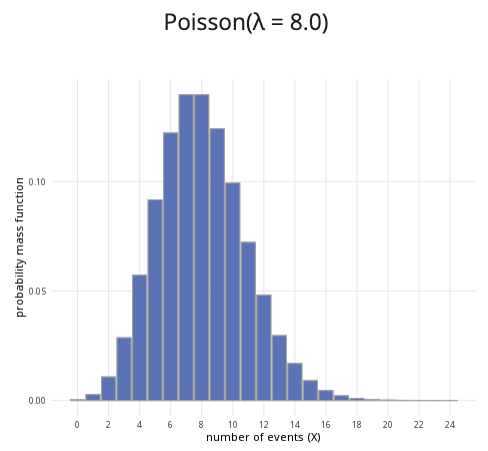 Poisson(λ = 8.0)
probability mass function
0.10
0.05
0.00
0 2 4 6 8 10 12 14 16 18 20 22 24
number of events (X)